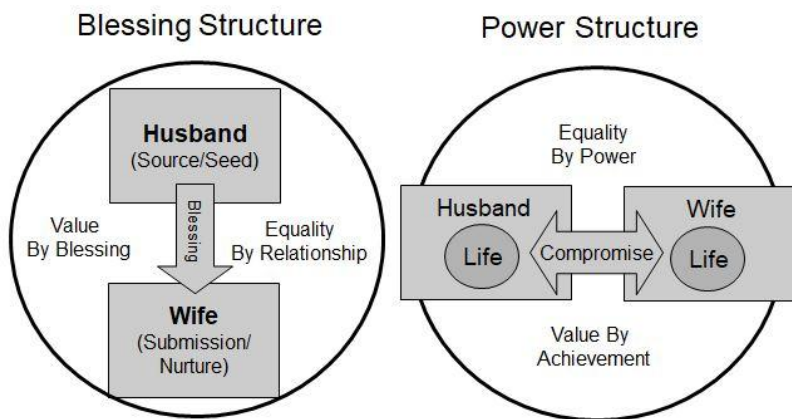 Blessing Structure
Husband
(Source/Seed)
Value
By Blessing
Blessing
Equality
By Relationship
Wife
(Submission/
Nurture)
Power Structure
Equality
By Power
Husband
Life
Compromise
Wife
Life
Value By
Achievement